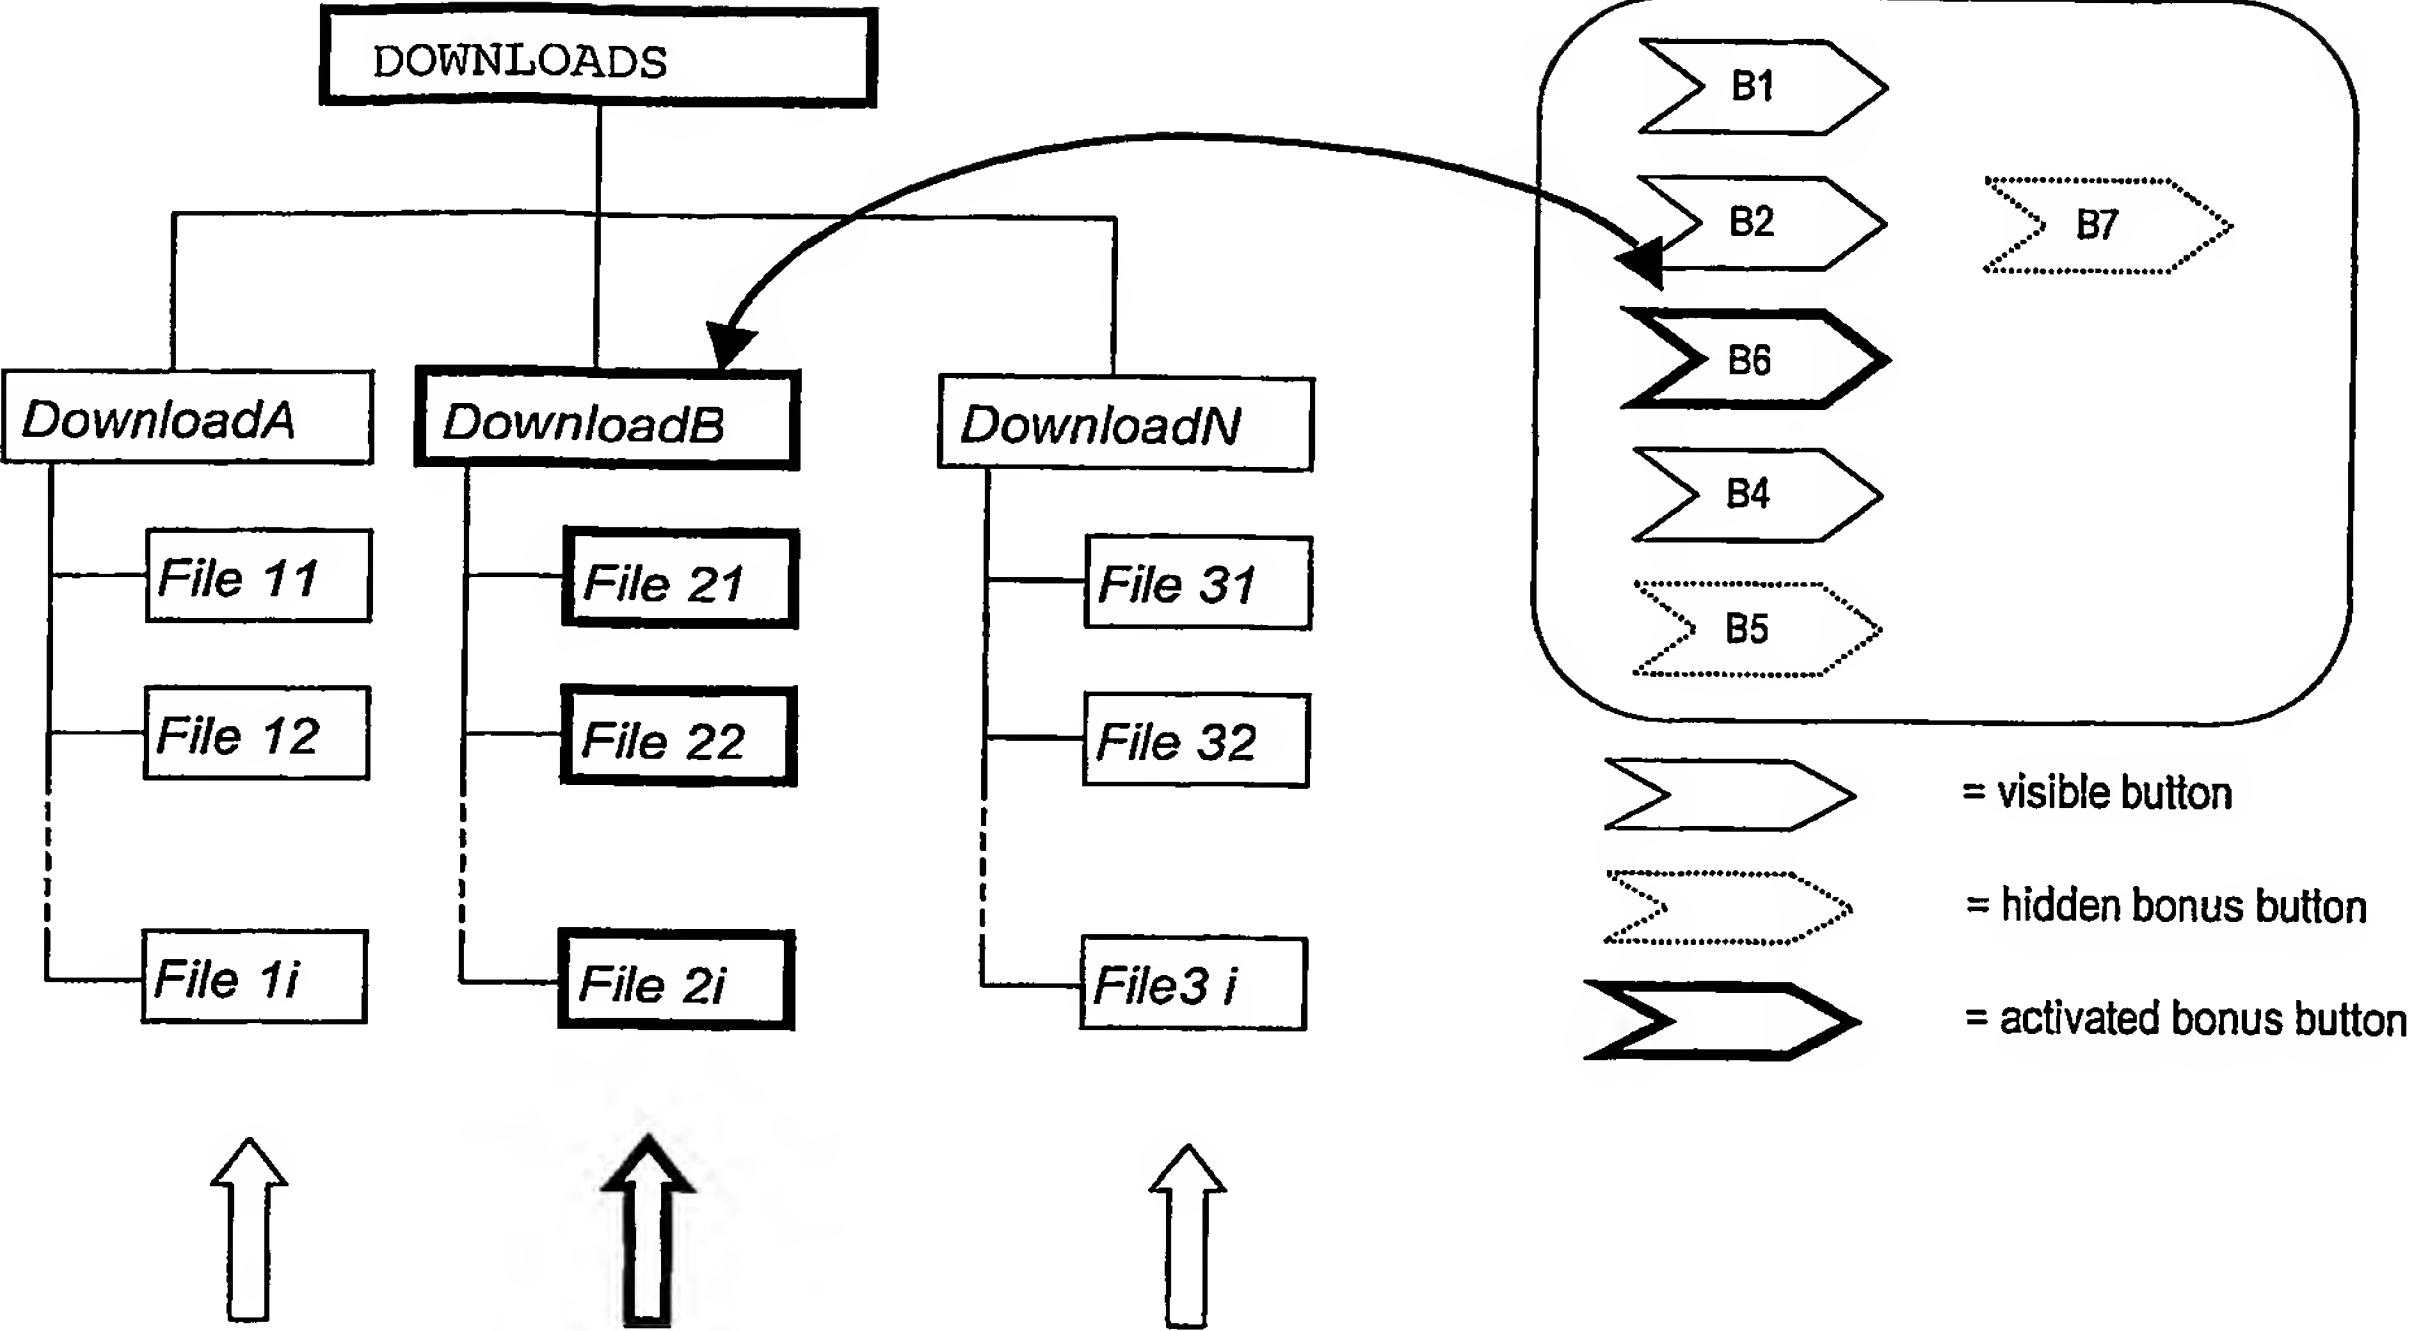 DOWNLOADS
DownloadA
DownloadB
DownloadN
File 11
File 21
File 31
File 12
File 22
File 32
File 1i
File 2i
File3 i
B1
B2
B7
B6
B4
B5
= visible button
= hidden bonus button
= activated bonus button